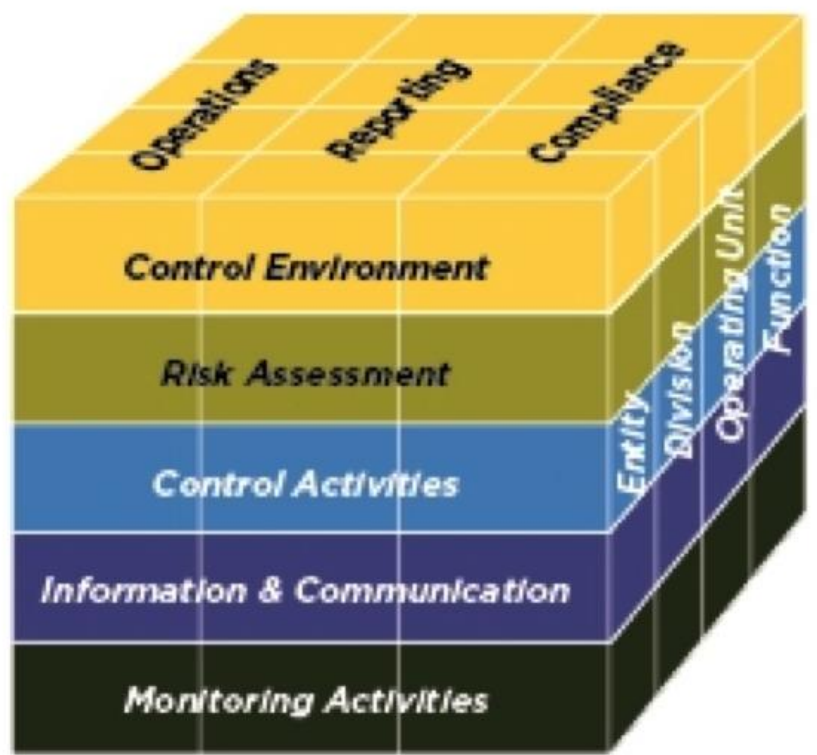 Operations
Reporting
Compliance
Control Environment
Risk Assessment
Control Activities
Information & Communication
Monitoring Activities
Entity
Division
Operating Unit
Function